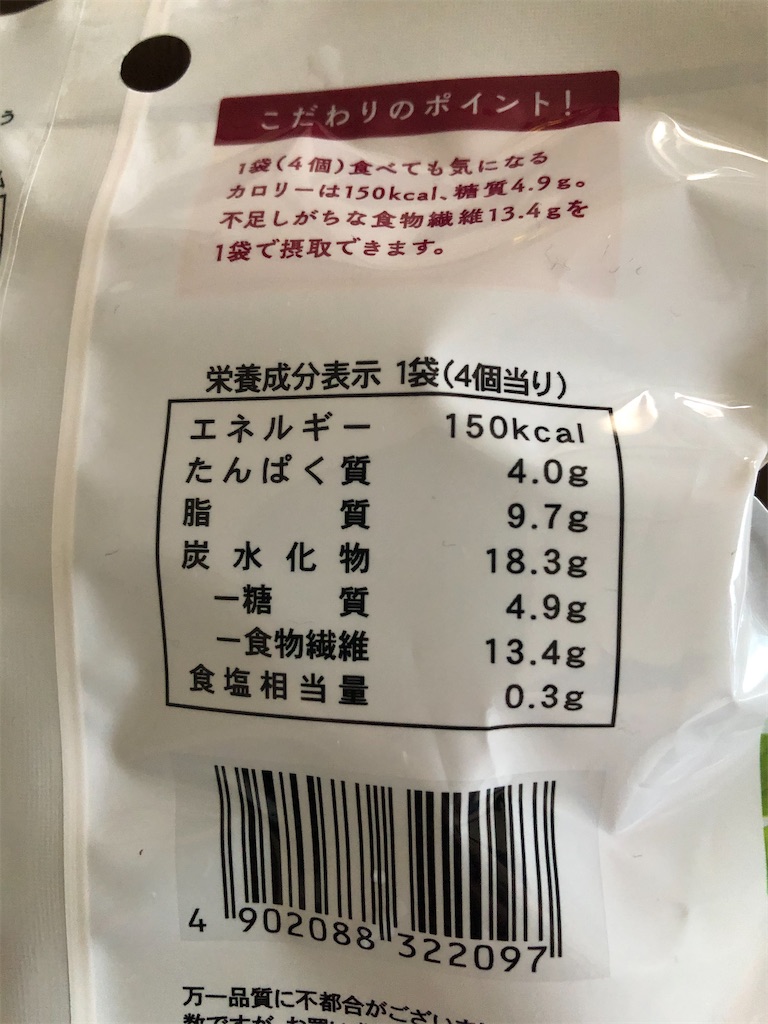 こだわりのポイント!
1袋(4個)食べても気になる
カロリーは150kcal、糖質4.9g。
不足しがちな食物繊維13.4gを
1袋で摂取できます。
栄養成分表示 1袋(4個当り)
エネルギー 150kcal
たんぱく質 4.0g
脂質 9.7g
炭水化物 18.3g
ー糖質 4.9g
ー食物繊維 13.4g
食塩相当量 0.3g
4 902088 322097
万一品質に不都合がござい
う